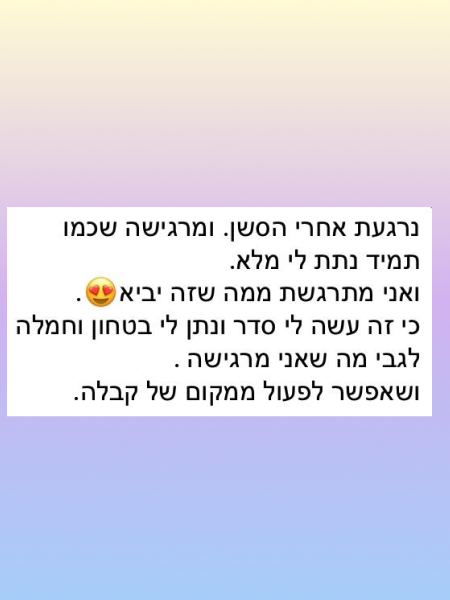 נרגעת אחרי הסשן. ומרגישה שכמו
תמיד נתת לי מלא.
ואני מתרגשת ממה שזה יביא😍.
כי זה עשה לי סדר ונתן לי בטחון וחמלה
לגבי מה שאני מרגישה .
ושאפשר לפעול ממקום של קבלה.